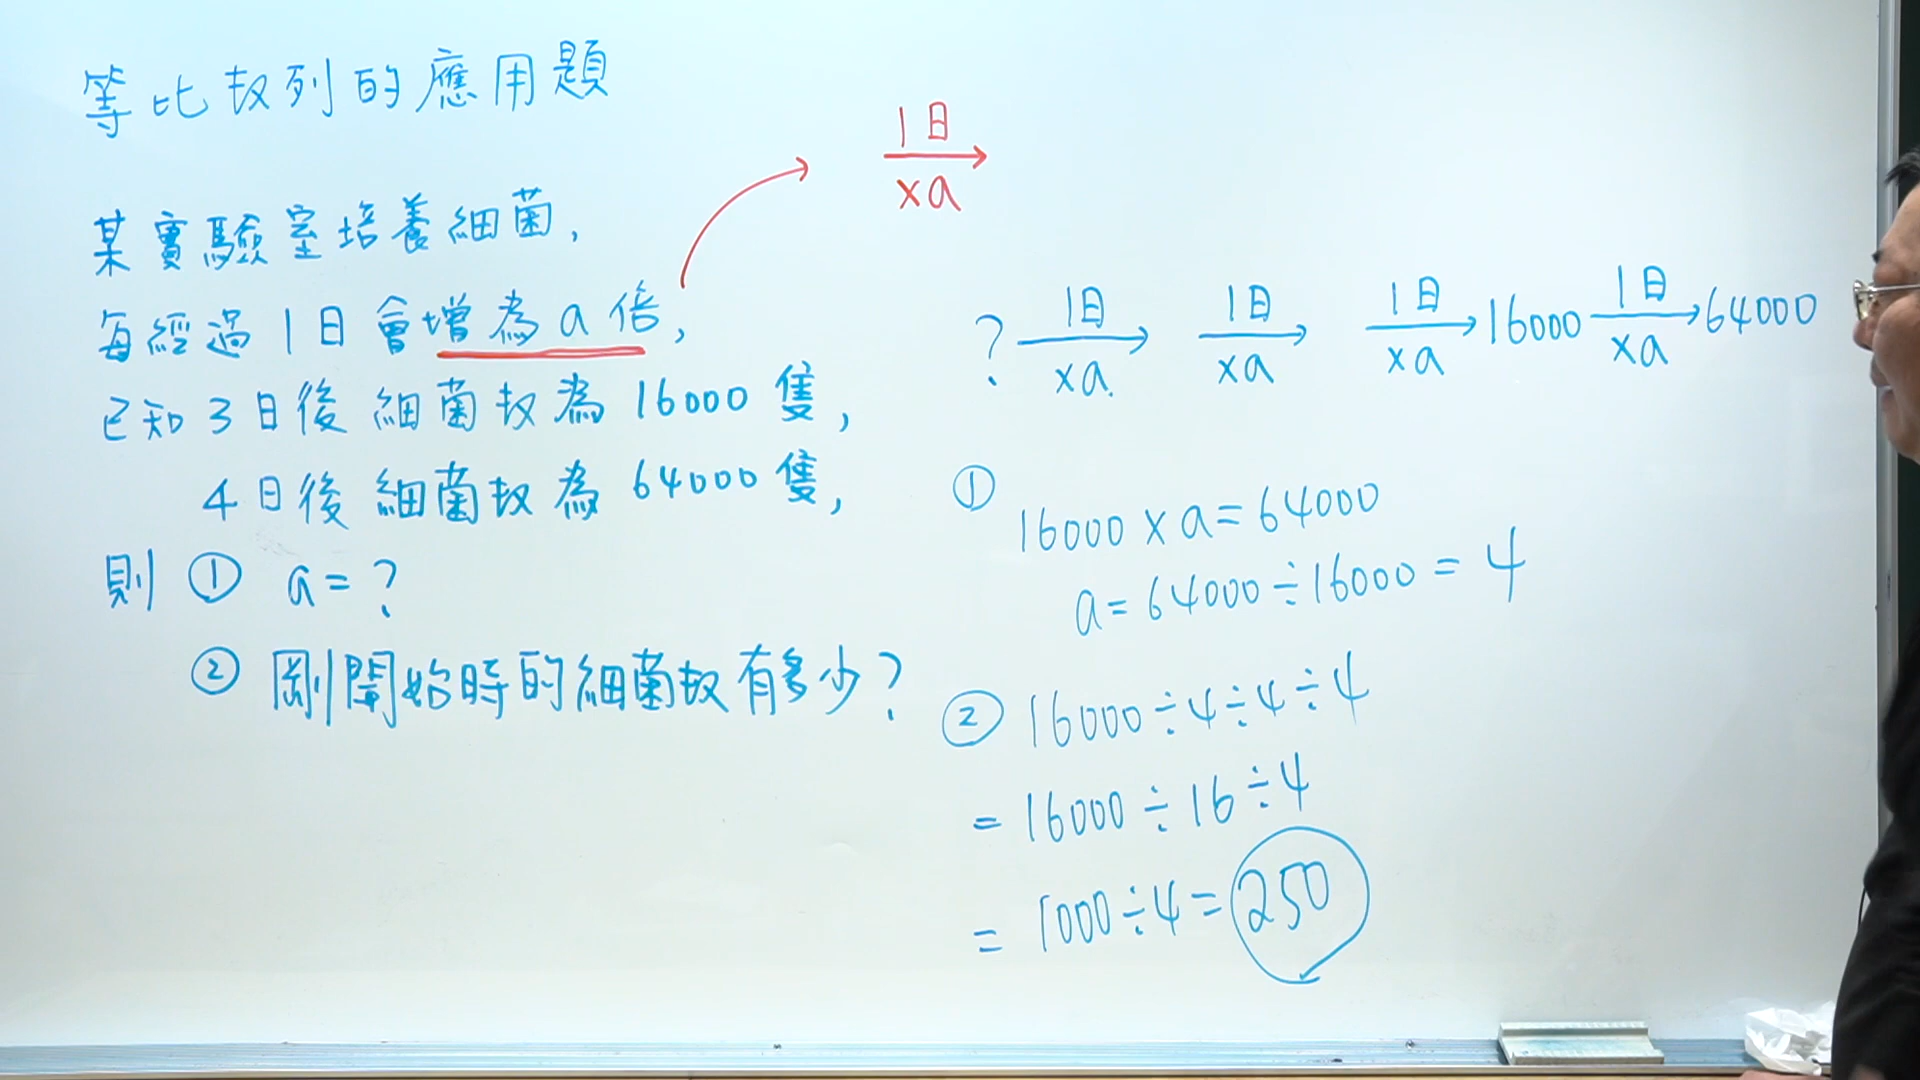 等比数列的應用題
某實驗室培養細菌,
每經過1日會增為a倍,
已知3日後細菌数為16000隻,
4日後細菌数為64000隻,
則 ① a=?
② 剛開始時的細菌数有多少?
1日
×a
? 1日 1日 1日 16000 1日 64000
×a ×a ×a ×a
①
16000×a=64000
a=64000÷16000=4
② 16000÷4÷4÷4
=16000÷16÷4
=1000÷4=250